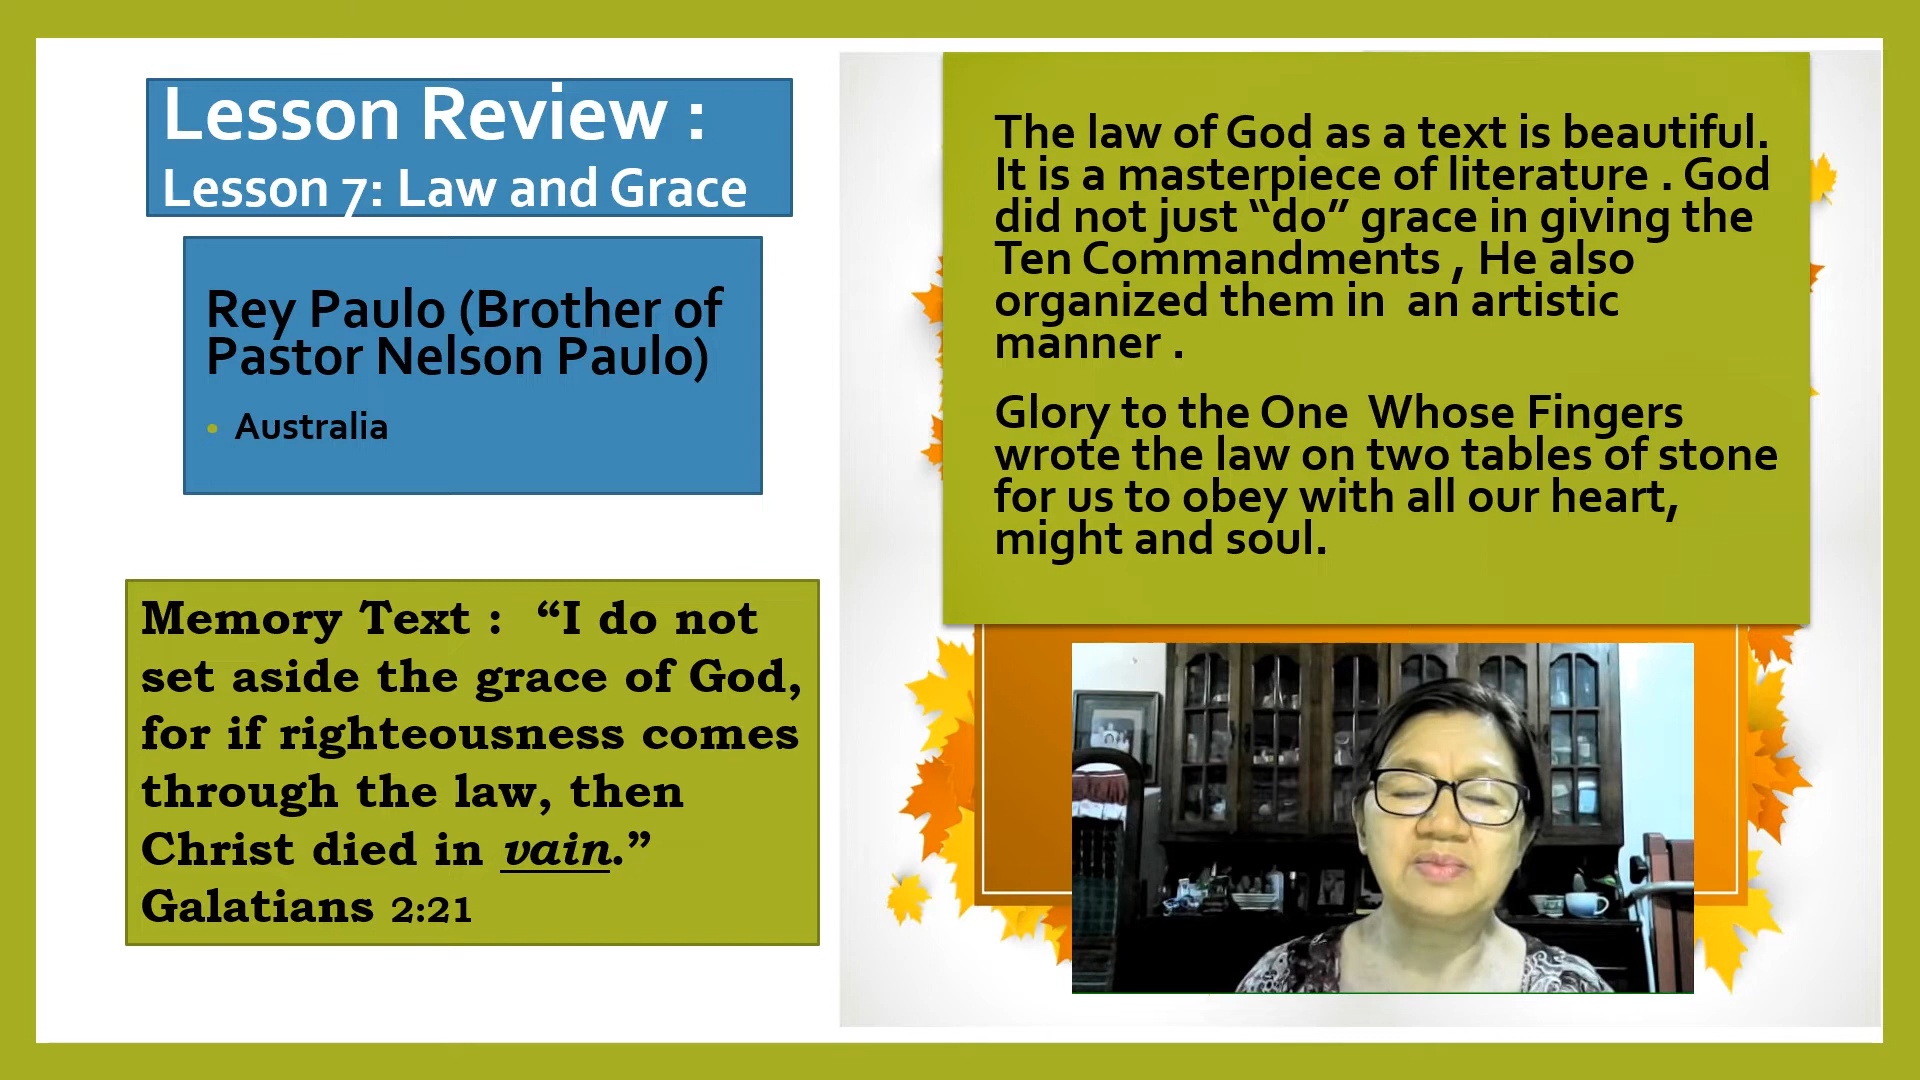 Lesson Review :
Lesson 7: Law and Grace
Rey Paulo (Brother of
Pastor Nelson Paulo)
• Australia
Memory Text :  “I do not
set aside the grace of God,
for if righteousness comes
through the law, then
Christ died in vain.”
Galatians 2:21
The law of God as a text is beautiful.
It is a masterpiece of literature . God
did not just “do” grace in giving the
Ten Commandments , He also
organized them in  an artistic
manner .
Glory to the One  Whose Fingers
wrote the law on two tables of stone
for us to obey with all our heart,
might and soul.